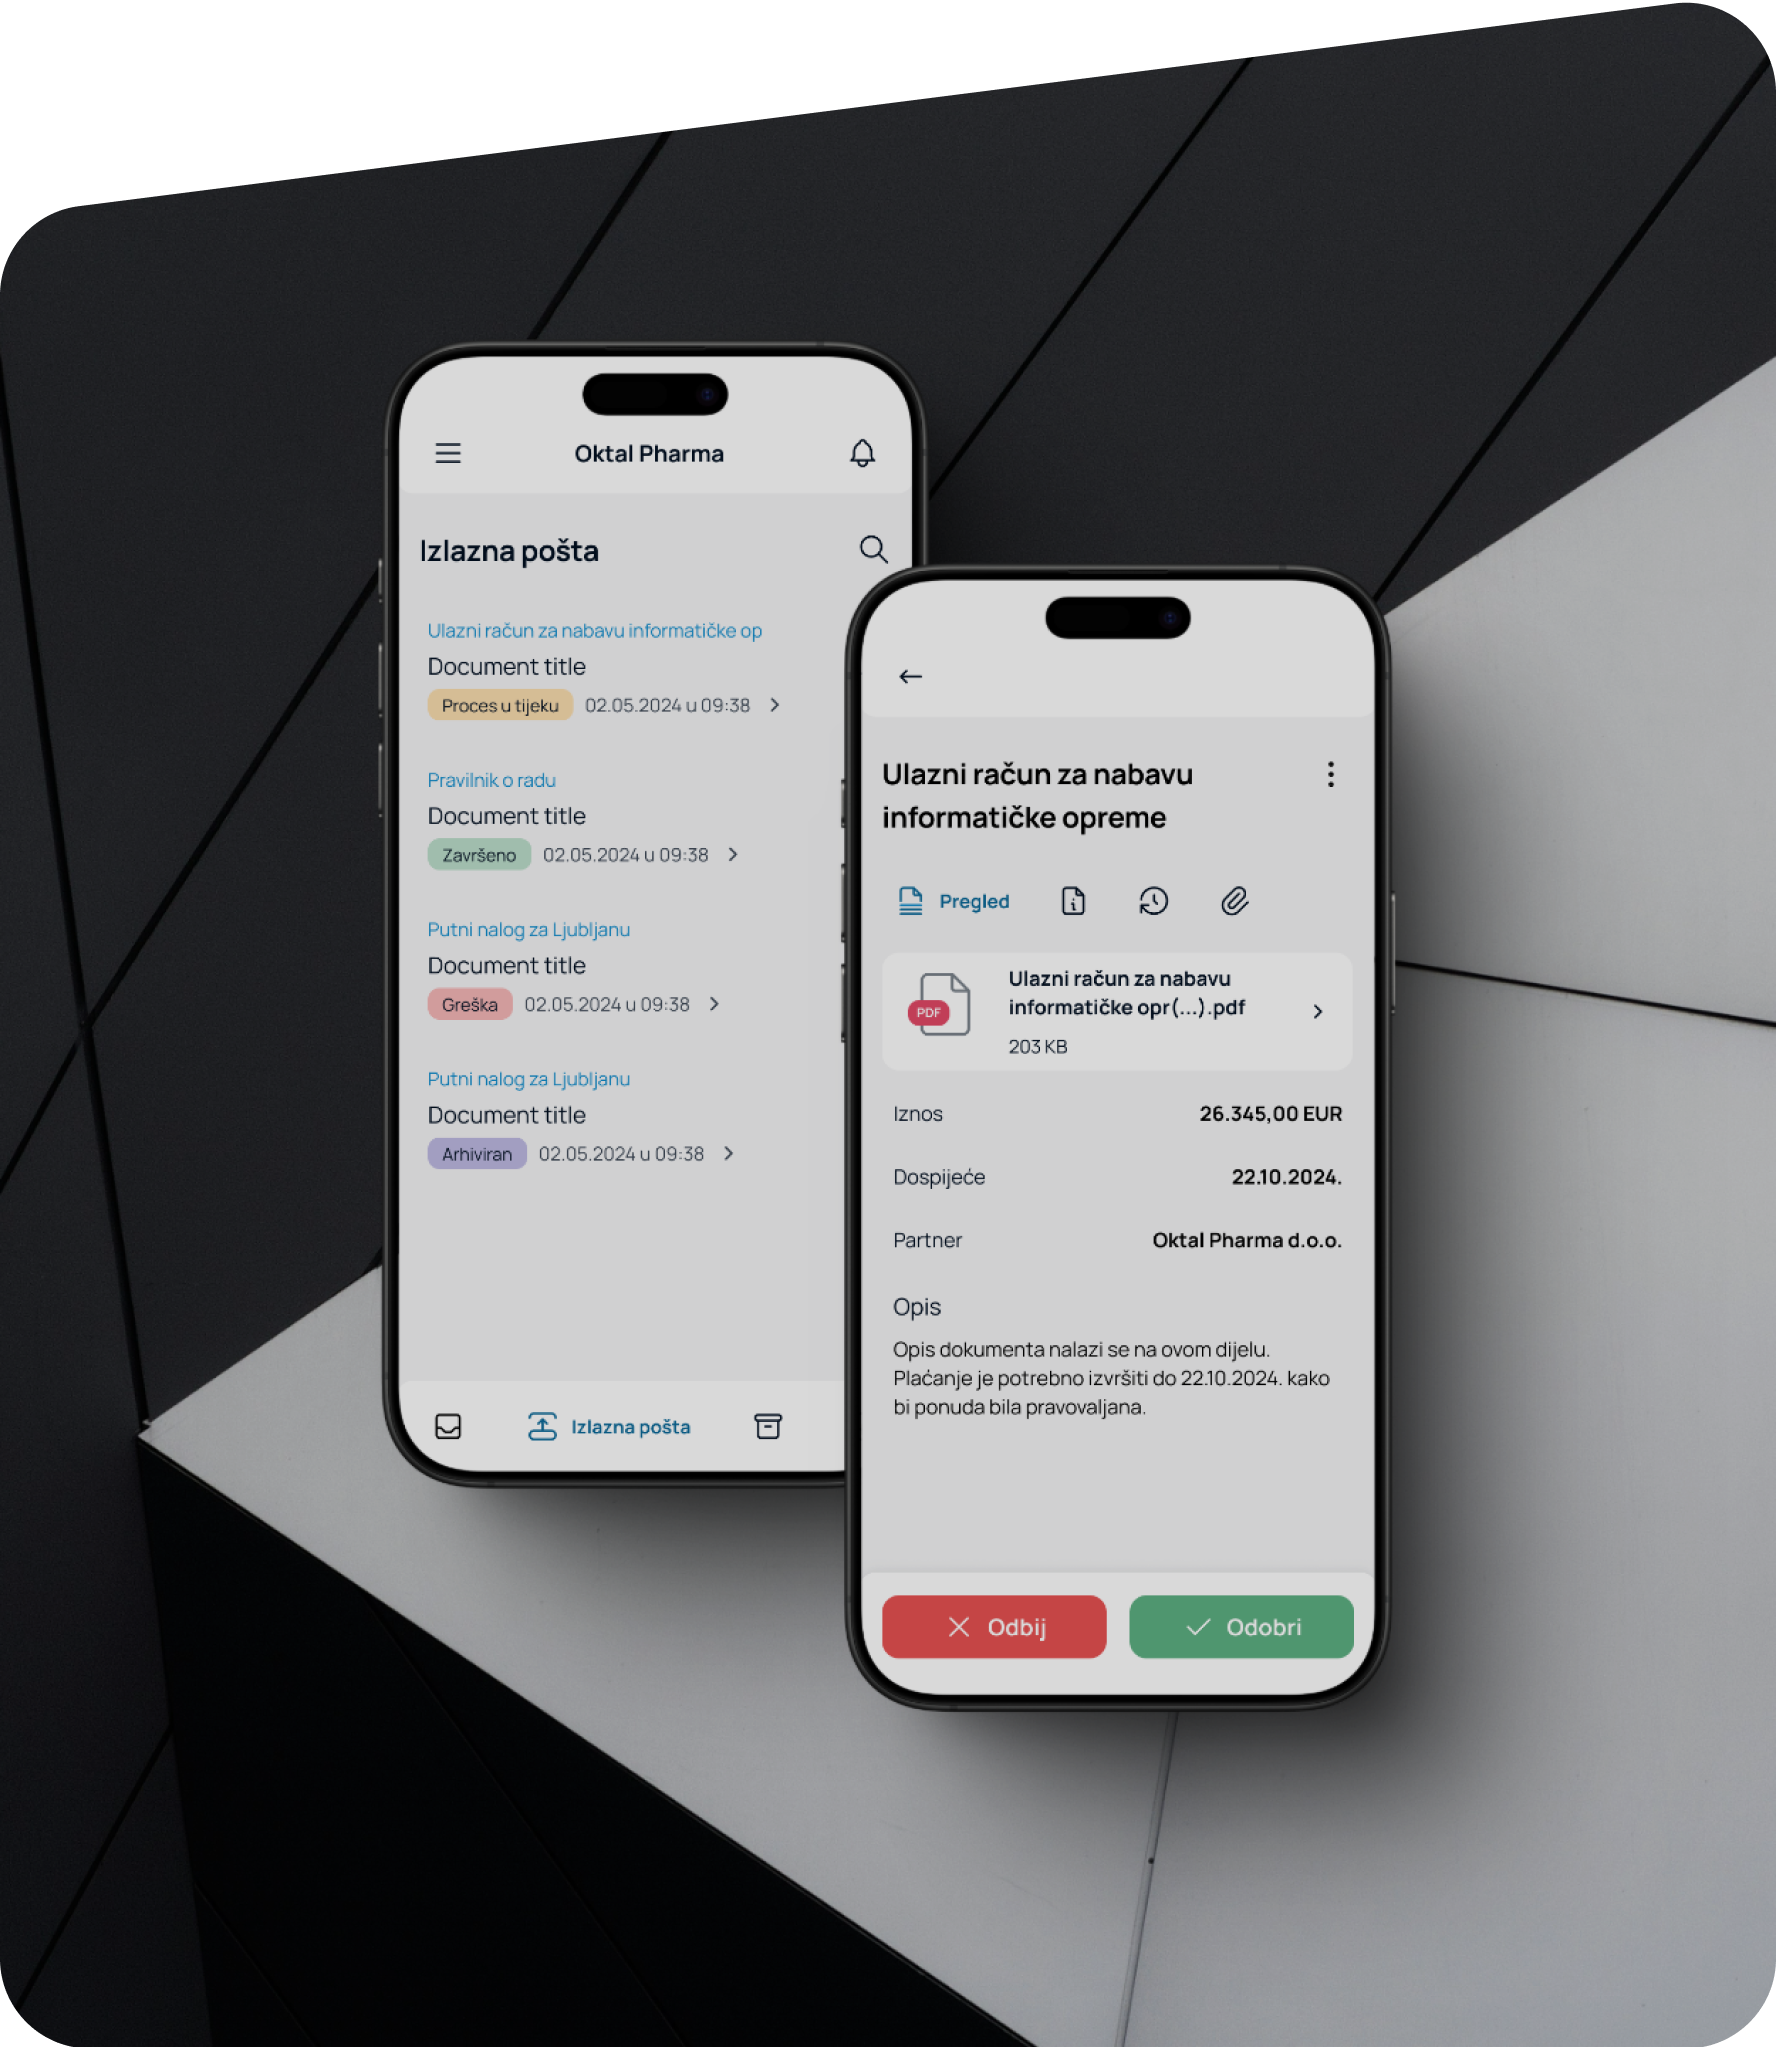 Oktal Pharma
Izlazna pošta
Ulazni račun za nabavu informatičke op
Document title
Proces u tijeku 02.05.2024 u 09:38
Pravilnik o radu
Document title
Završeno 02.05.2024 u 09:38
Putni nalog za Ljubljanu
Document title
Greška 02.05.2024 u 09:38
Putni nalog za Ljubljanu
Document title
Arhiviran 02.05.2024 u 09:38
Izlazna pošta
Ulazni račun za nabavu
informatičke opreme
Pregled
PDF
Ulazni račun za nabavu
informatičke opr(...).pdf
203 KB
Iznos 26.345,00 EUR
Dospijeće 22.10.2024.
Partner Oktal Pharma d.o.o.
Opis
Opis dokumenta nalazi se na ovom dijelu.
Plaćanje je potrebno izvršiti do 22.10.2024. kako
bi ponuda bila pravovaljana.
Odbij
Odobri